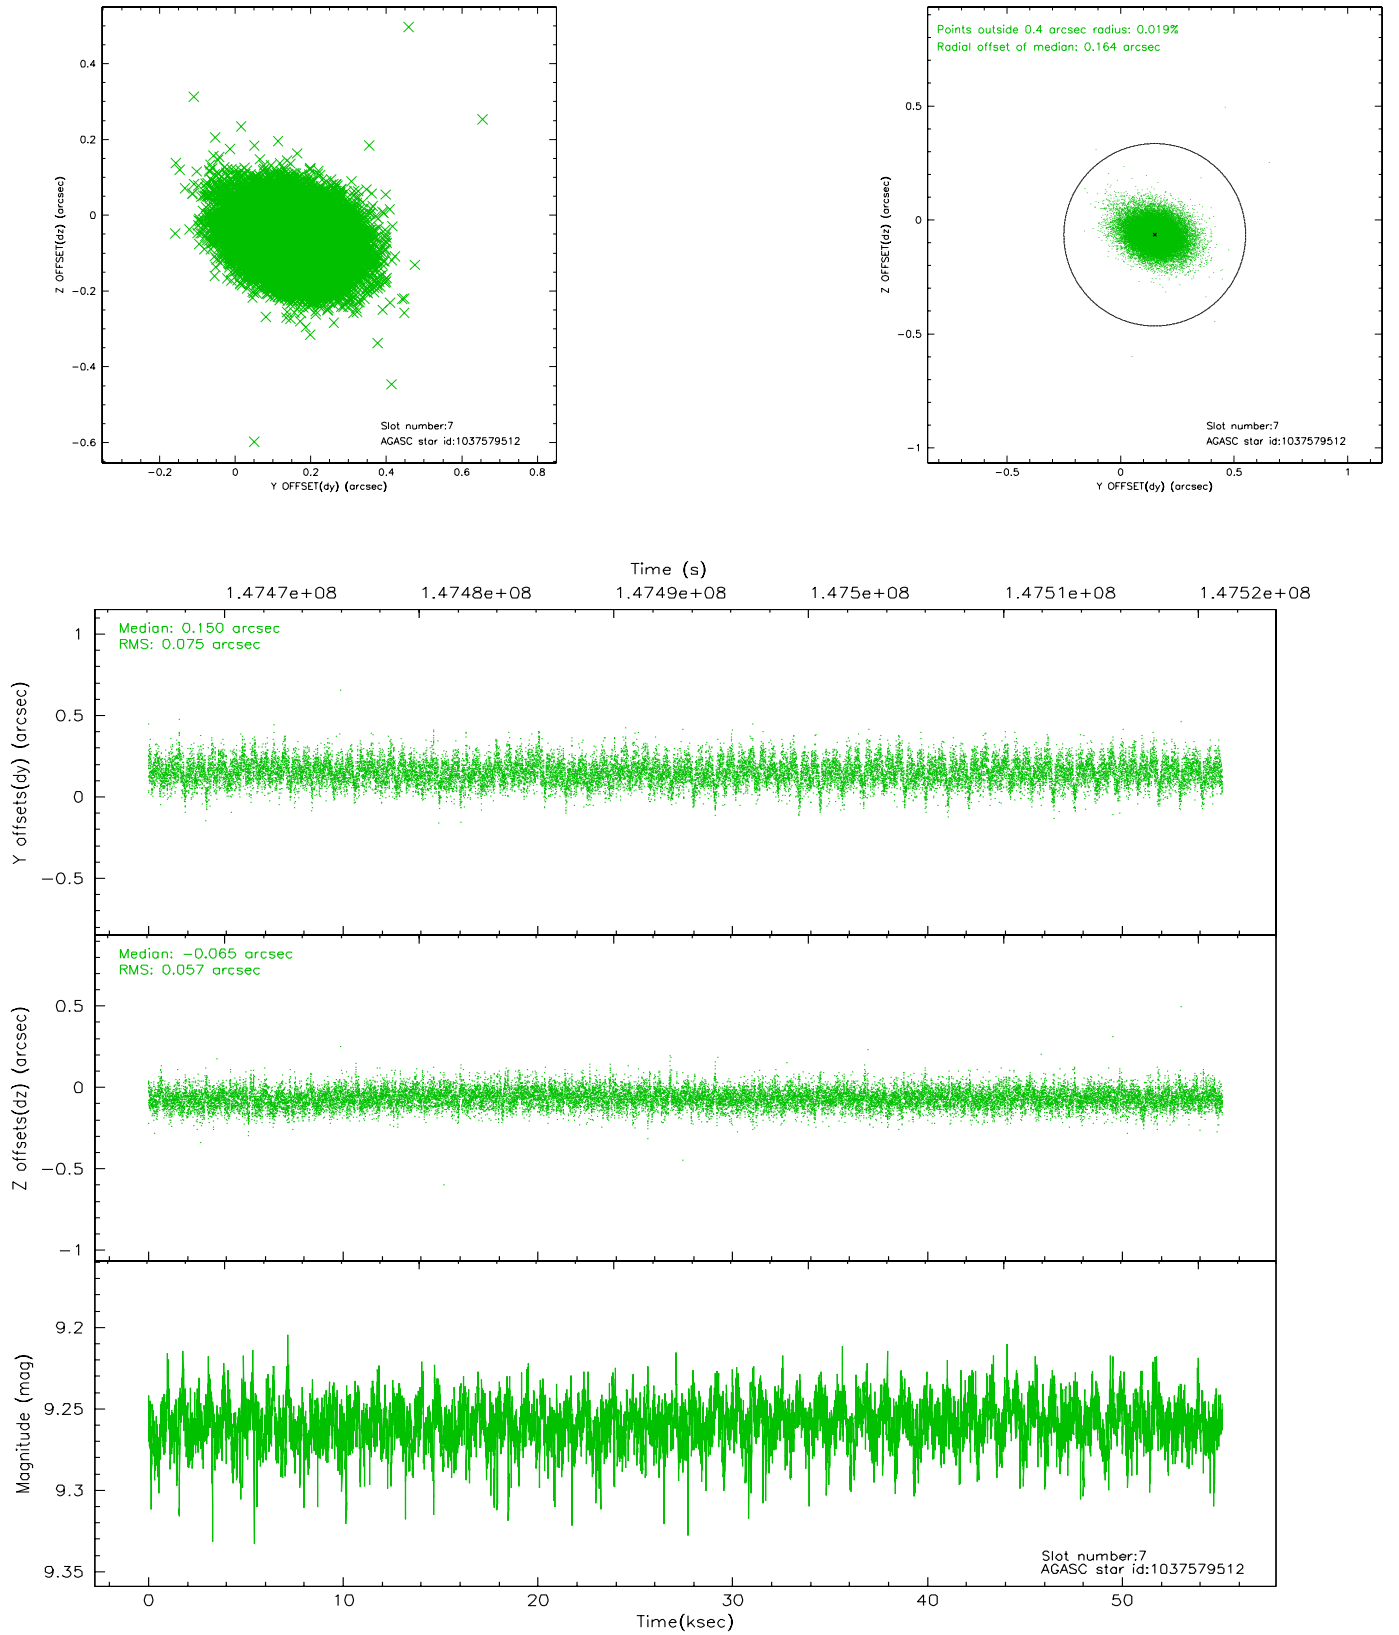 0.4
0.2
0
−0.2
−0.4
−0.6
Z OFFSET(dz) (arcsec)
Slot number:7
AGASC star id:1037579512
−0.2 0 0.2 0.4 0.6 0.8
Y OFFSET(dy) (arcsec)
Points outside 0.4 arcsec radius: 0.019%
Radial offset of median: 0.164 arcsec
0.5
0
−0.5
−1
Z OFFSET(dz) (arcsec)
Slot number:7
AGASC star id:1037579512
−0.5 0 0.5 1
Y OFFSET(dy) (arcsec)
Time (s)
1.4747e+08 1.4748e+08 1.4749e+08 1.475e+08 1.4751e+08 1.4752e+08
Median: 0.150 arcsec
RMS: 0.075 arcsec
1
0.5
0
−0.5
Y offsets(dy) (arcsec)
Median: −0.065 arcsec
RMS: 0.057 arcsec
0.5
0
−0.5
−1
Z offsets(dz) (arcsec)
9.2
9.25
9.3
9.35
Magnitude (mag)
Slot number:7
AGASC star id:1037579512
0 10 20 30 40 50
Time(ksec)